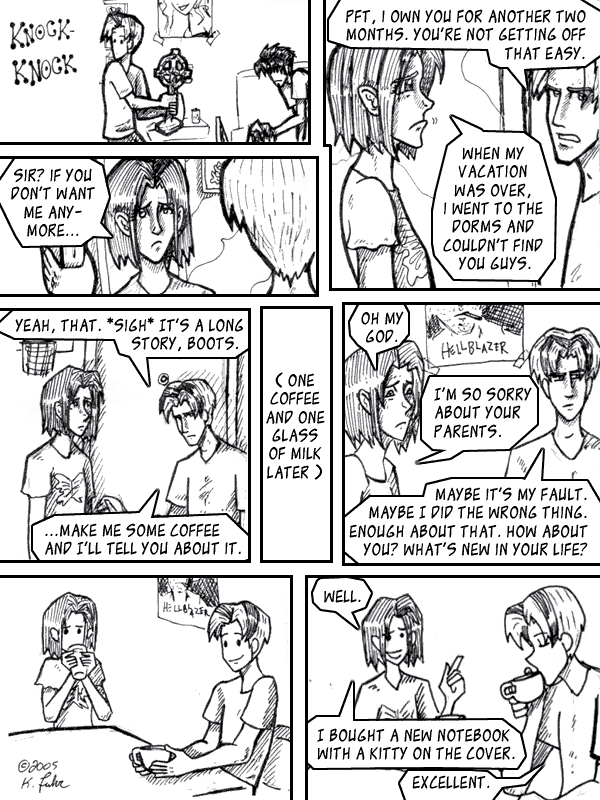 KNOCK-
KNOCK
PFT, I OWN YOU FOR ANOTHER TWO
MONTHS. YOU'RE NOT GETTING OFF
THAT EASY.
SIR? IF YOU
DON'T WANT
ME ANY-
MORE...
WHEN MY
VACATION
WAS OVER,
I WENT TO THE
DORMS AND
COULDN'T FIND
YOU GUYS.
YEAH, THAT. *SIGH* IT'S A LONG
STORY, BOOTS.
...MAKE ME SOME COFFEE
AND I'LL TELL YOU ABOUT IT.
( ONE
COFFEE
AND ONE
GLASS
OF MILK
LATER )
OH MY
GOD.
HELLBLAZER
I'M SO SORRY
ABOUT YOUR
PARENTS.
MAYBE IT'S MY FAULT.
MAYBE I DID THE WRONG THING.
ENOUGH ABOUT THAT. HOW ABOUT
YOU? WHAT'S NEW IN YOUR LIFE?
HELLBLAZER
©2005
WELL.
I BOUGHT A NEW NOTEBOOK
WITH A KITTY ON THE COVER.
EXCELLENT.